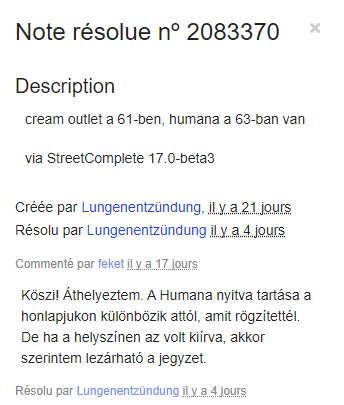 Note résolue nº 2083370
×
Description
cream outlet a 61-ben, humana a 63-ban van
via StreetComplete 17.0-beta3
Créée par Lungenentzündung, il y a 21 jours
Résolu par Lungenentzündung il y a 4 jours
Commenté par feket il y a 17 jours
Köszi! Áthelyeztem. A Humana nyitva tartása a
honlapjukon különbözik attól, amit rögzítettél.
De ha a helyszínen az volt kiírva, akkor
szerintem lezárható a jegyzet.
Résolu par Lungenentzündung il y a 4 jours